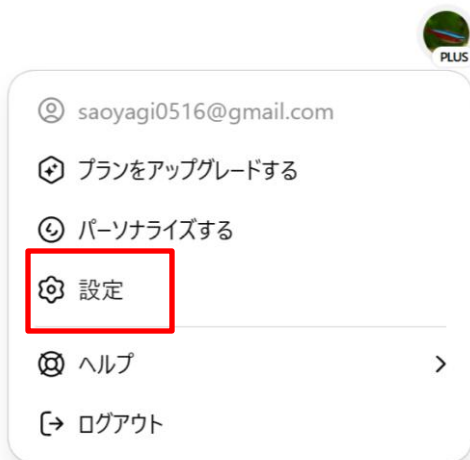 PLUS
saoyagi0516@gmail.com
プランをアップグレードする
パーソナライズする
設定
ヘルプ
ログアウト